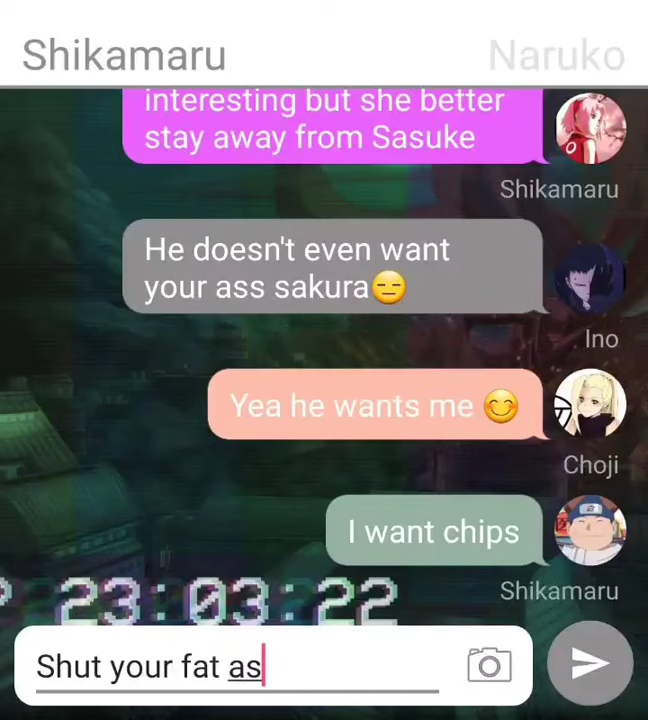 Shikamaru Naruko
interesting but she better
stay away from Sasuke
Shikamaru
He doesn't even want
your ass sakura😑
Ino
Yea he wants me 😊
Choji
I want chips
Shikamaru
23:03:22
Shut your fat as